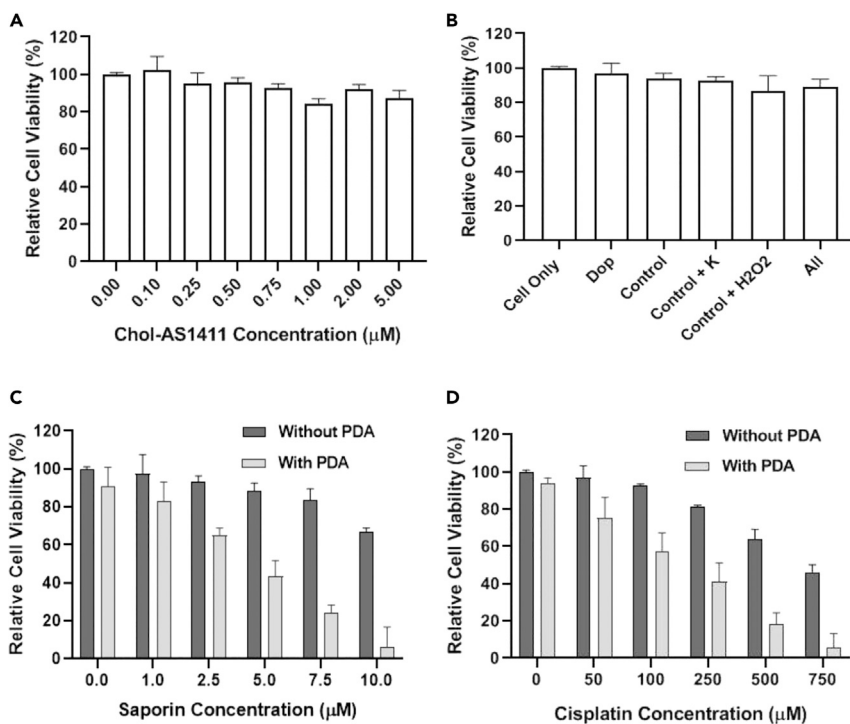 A
Relative Cell Viability (%)
120
100
80
60
40
20
0
0.00
0.10
0.25
0.50
0.75
1.00
2.00
5.00
Chol-AS1411 Concentration (μM)
B
Relative Cell Viability (%)
120
100
80
60
40
20
0
Cell Only
Dop
Control
Control + K
Control + H2O2
All
C
Relative Cell Viability (%)
120
100
80
60
40
20
0
Without PDA
With PDA
0.0
1.0
2.5
5.0
7.5
10.0
Saporin Concentration (μM)
D
Relative Cell Viability (%)
120
100
80
60
40
20
0
Without PDA
With PDA
0
50
100
250
500
750
Cisplatin Concentration (μM)